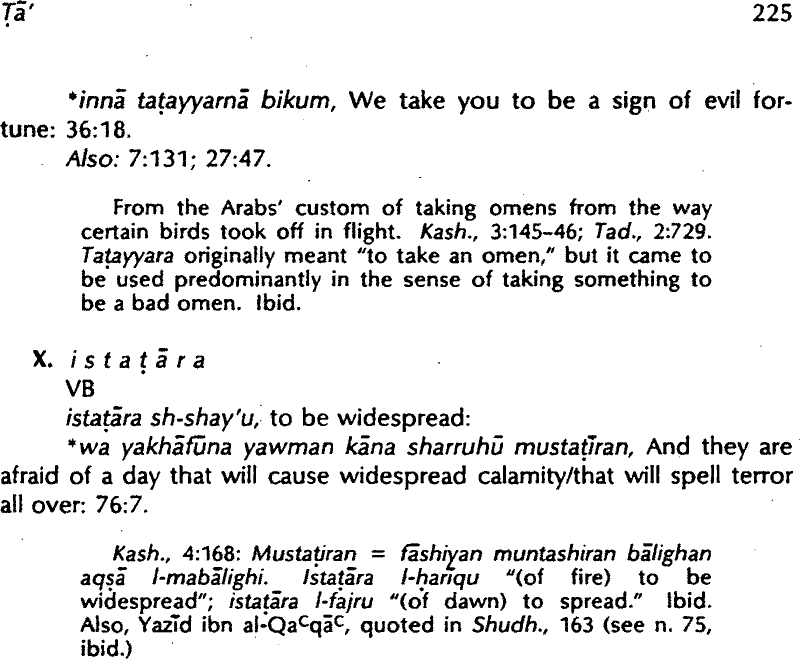 Ṭā' 225
*innā taṭayyarnā bikum, We take you to be a sign of evil for-
tune: 36:18.
Also: 7:131; 27:47.
From the Arabs' custom of taking omens from the way
certain birds took off in flight. Kash., 3:145–46; Tad., 2:729.
Taṭayyara originally meant "to take an omen," but it came to
be used predominantly in the sense of taking something to
be a bad omen. Ibid.
X. istaṭāra
VB
istaṭāra sh-shay'u, to be widespread:
*wa yakhāfūna yawman kāna sharruhū mustaṭīran, And they are
afraid of a day that will cause widespread calamity/that will spell terror
all over: 76:7.
Kash., 4:168: Mustaṭiran = fāshiyan muntashiran bālighan
aqṣā l-mabālighi. Istaṭāra l-ḥarīqu "(of fire) to be
widespread"; istaṭāra l-fajru "(of dawn) to spread." Ibid.
Also, Yazīd ibn al-Qaᶜqāᶜ, quoted in Shudh., 163 (see n. 75,
ibid.)